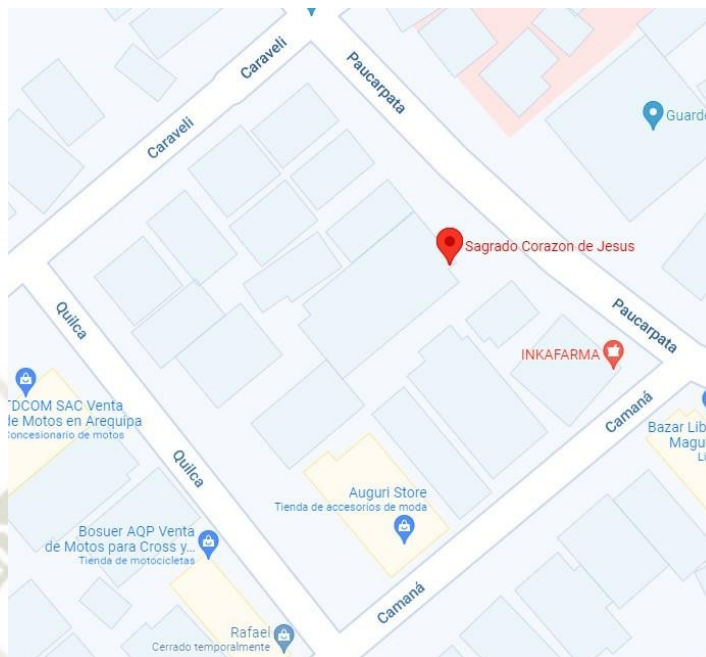 Caraveli
Paucarpata
Caraveli
Guarde
Sagrado Corazon de Jesus
Quilca
Paucarpata
INKAFARMA
TDCOM SAC Venta
de Motos en Arequipa
Concesionario de motos
Camaná
Bazar Lib
Magu
Quilca
Auguri Store
Tienda de accesorios de moda
Bosuer AQP Venta
de Motos para Cross y...
Tienda de motocicletas
Camaná
Rafael
Cerrado temporalmente